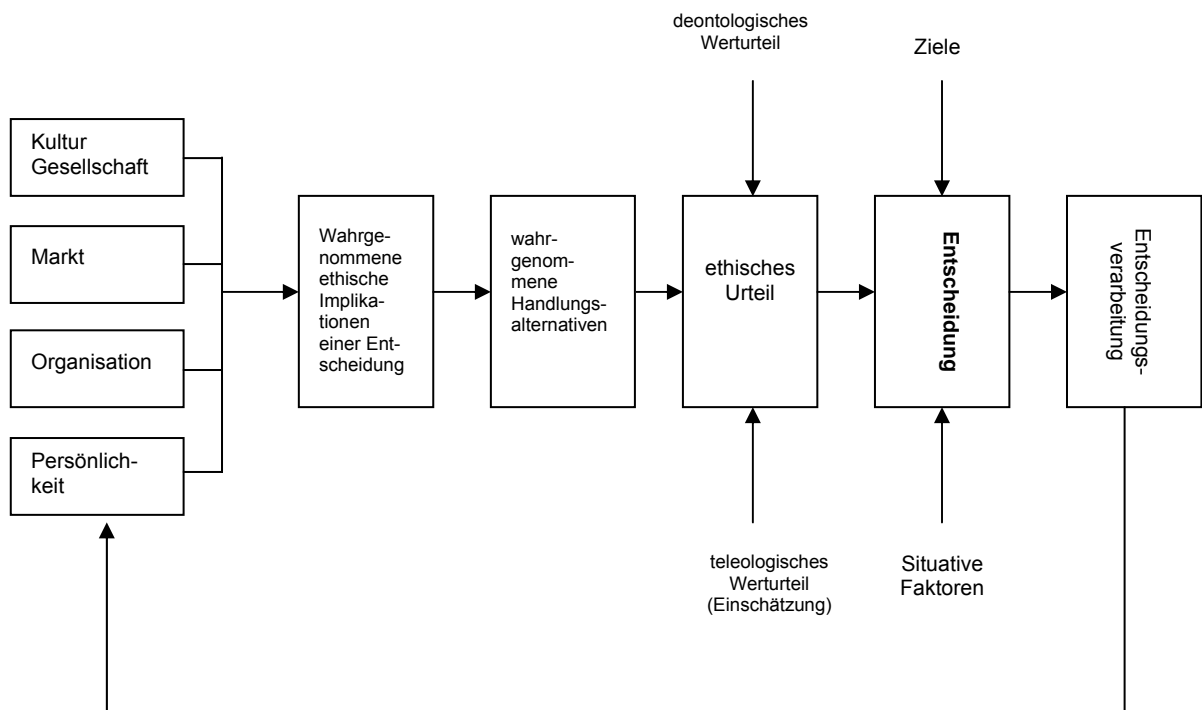 deontologisches
Werturteil
Ziele
Kultur
Gesellschaft
Markt
Organisation
Persönlich-
keit
Wahrge-
nommene
ethische
Implika-
tionen
einer Ent-
scheidung
wahr-
genom-
mene
Handlungs-
alternativen
ethisches
Urteil
Entscheidung
Entscheidungs-
verarbeitung
teleologisches
Werturteil
(Einschätzung)
Situative
Faktoren